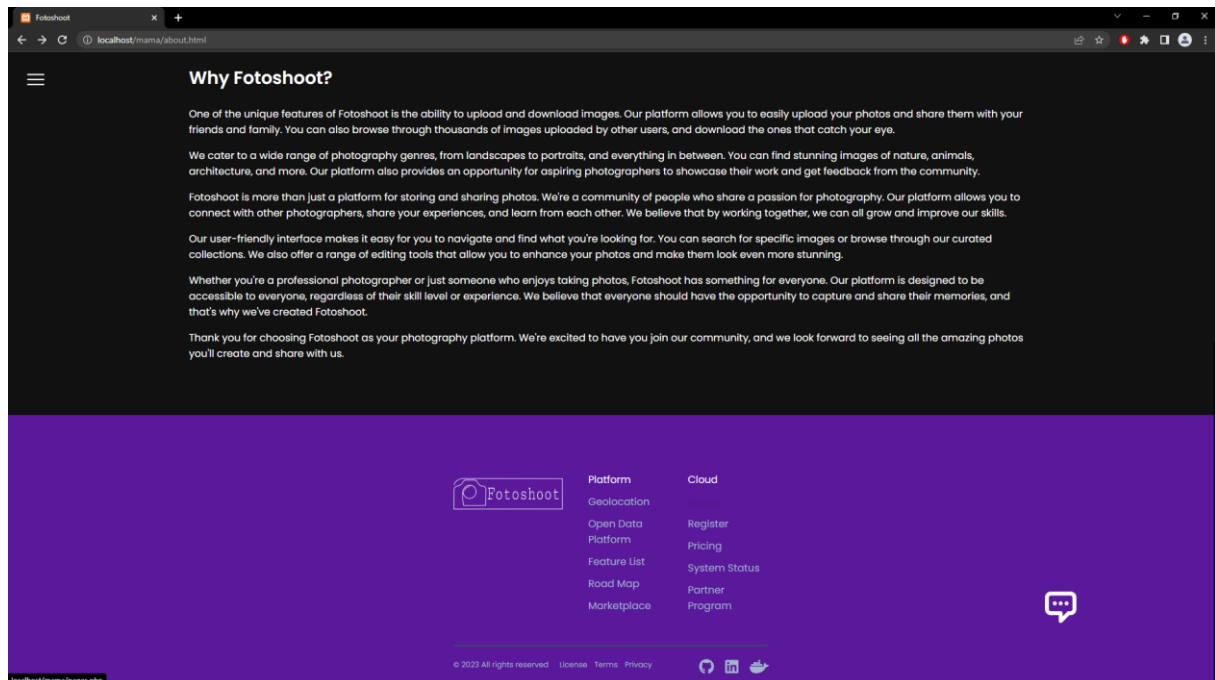 Fotoshoot
localhost/mama/about.html
Why Fotoshoot?
One of the unique features of Fotoshoot is the ability to upload and download images. Our platform allows you to easily upload your photos and share them with your
friends and family. You can also browse through thousands of images uploaded by other users, and download the ones that catch your eye.
We cater to a wide range of photography genres, from landscapes to portraits, and everything in between. You can find stunning images of nature, animals,
architecture, and more. Our platform also provides an opportunity for aspiring photographers to showcase their work and get feedback from the community.
Fotoshoot is more than just a platform for storing and sharing photos. We're a community of people who share a passion for photography. Our platform allows you to
connect with other photographers, share your experiences, and learn from each other. We believe that by working together, we can all grow and improve our skills.
Our user-friendly interface makes it easy for you to navigate and find what you're looking for. You can search for specific images or browse through our curated
collections. We also offer a range of editing tools that allow you to enhance your photos and make them look even more stunning.
Whether you're a professional photographer or just someone who enjoys taking photos, Fotoshoot has something for everyone. Our platform is designed to be
accessible to everyone, regardless of their skill level or experience. We believe that everyone should have the opportunity to capture and share their memories, and
that's why we've created Fotoshoot.
Thank you for choosing Fotoshoot as your photography platform. We're excited to have you join our community, and we look forward to seeing all the amazing photos
you'll create and share with us.
Fotoshoot
Platform
Geolocation
Open Data
Platform
Feature List
Road Map
Marketplace
Cloud
Register
Pricing
System Status
Partner
Program
© 2023 All rights reserved License Terms Privacy